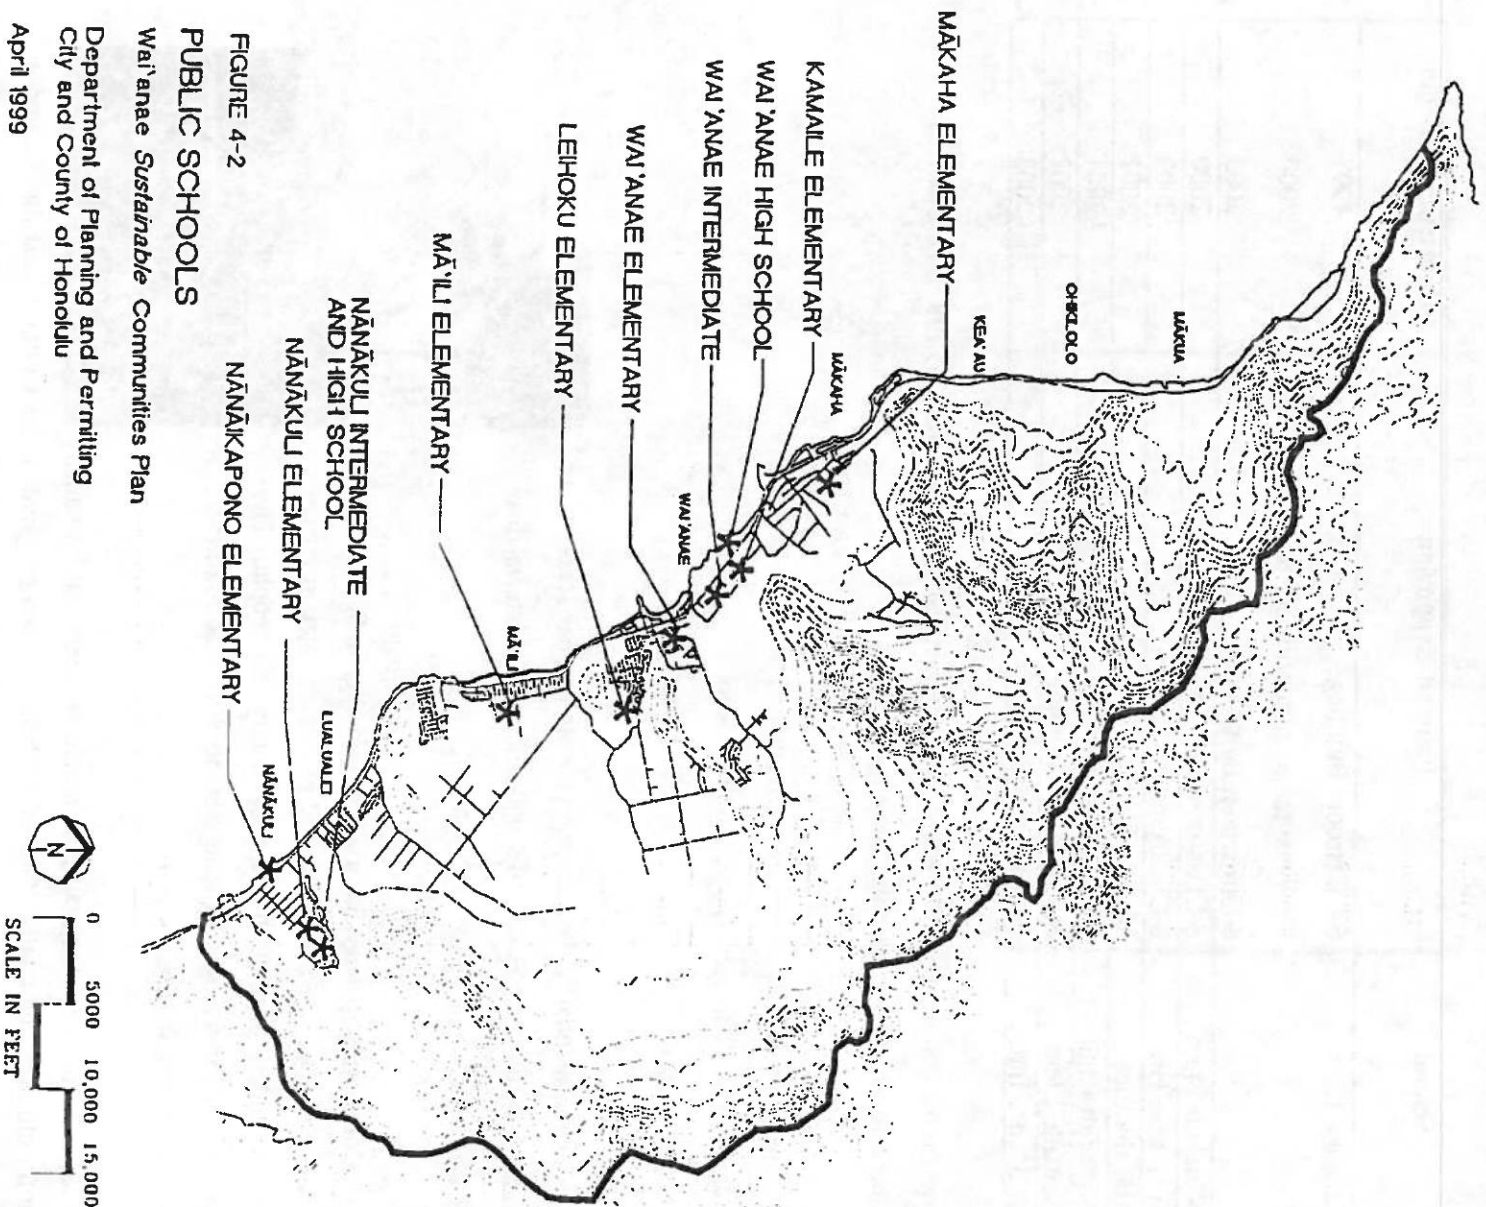 MĀKAHA ELEMENTARY
KAMAILE ELEMENTARY
WAI'ANAE HIGH SCHOOL
WAI'ANAE INTERMEDIATE
WAI'ANAE ELEMENTARY
LEIHOKU ELEMENTARY
MĀ'ILI ELEMENTARY
NĀNĀKULI INTERMEDIATE
AND HIGH SCHOOL
NĀNĀKULI ELEMENTARY
NĀNĀKAPONO ELEMENTARY
MĀKUA
OHIKILOLO
KEA'AU
MĀKAHA
WAI'ANAE
MĀ'ILI
LUALUALEI
NĀNĀKULI
FIGURE 4-2
PUBLIC SCHOOLS
Wai'anae Sustainable Communities Plan
Department of Planning and Permitting
City and County of Honolulu
April 1999
N
0 5000 10,000 15,000
SCALE IN FEET